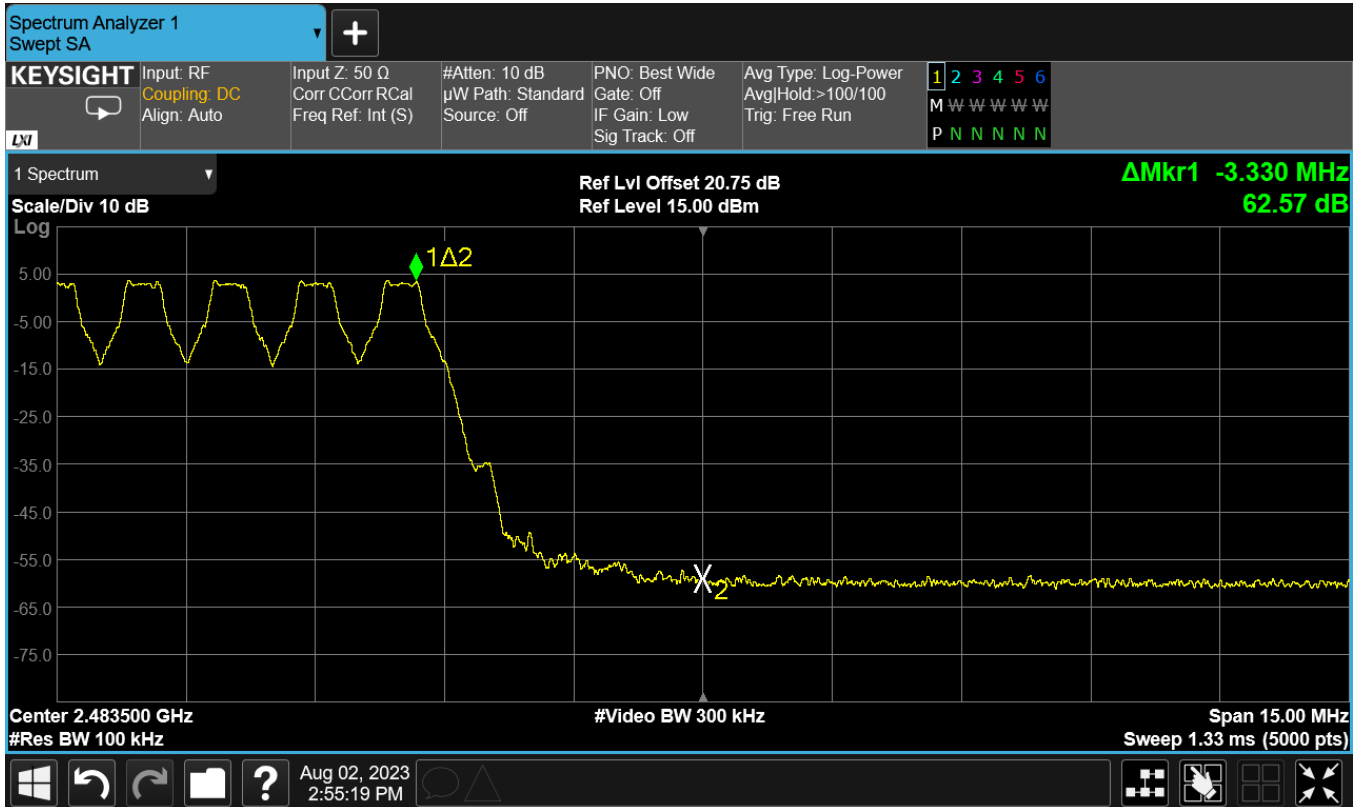 Spectrum Analyzer 1
Swept SA
KEYSIGHT
LXI
Input: RF
Coupling: DC
Align: Auto
Input Z: 50 Ω
Corr CCorr RCal
Freq Ref: Int (S)
#Atten: 10 dB
µW Path: Standard
Source: Off
PNO: Best Wide
Gate: Off
IF Gain: Low
Sig Track: Off
Avg Type: Log-Power
Avg|Hold:>100/100
Trig: Free Run
1 2 3 4 5 6
M W W W W W
P N N N N N
1 Spectrum
Scale/Div 10 dB
Log
Ref Lvl Offset 20.75 dB
Ref Level 15.00 dBm
ΔMkr1 -3.330 MHz
62.57 dB
1Δ2
5.00
-5.00
-15.0
-25.0
-35.0
-45.0
-55.0
-65.0
-75.0
2
Center 2.483500 GHz
#Res BW 100 kHz
#Video BW 300 kHz
Span 15.00 MHz
Sweep 1.33 ms (5000 pts)
?
Aug 02, 2023
2:55:19 PM